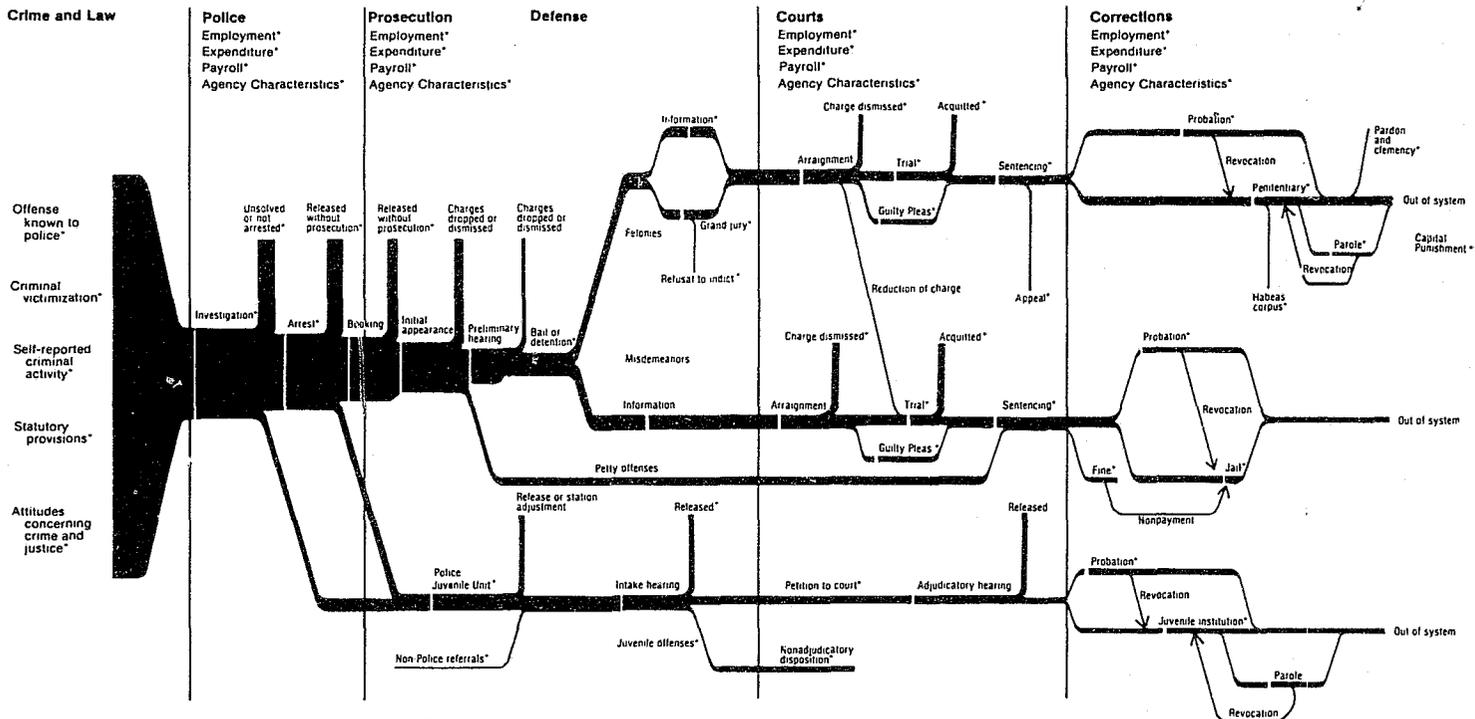 Crime and Law
Police
Employment*
Expenditure*
Payroll*
Agency Characteristics*
Prosecution
Employment*
Expenditure*
Payroll*
Agency Characteristics*
Defense
Courts
Employment*
Expenditure*
Payroll*
Agency Characteristics*
Corrections
Employment*
Expenditure*
Payroll*
Agency Characteristics*
Offense
known to
police*
Criminal
victimization*
Self-reported
criminal
activity*
Statutory
provisions*
Attitudes
concerning
crime and
justice*
Unsolved
or not
arrested*
Released
without
prosecution*
Released
without
prosecution*
Charges
dropped or
dismissed
Charges
dropped or
dismissed
Investigation*
Arrest*
Booking
Initial
appearance
Preliminary
hearing
Bail or
detention*
Information*
Felonies
Grand jury*
Refusal to indict*
Misdemeanors
Information
Petty offenses
Charge dismissed*
Acquitted*
Arraignment
Trial*
Sentencing*
Guilty Pleas*
Reduction of charge
Appeal*
Charge dismissed*
Acquitted*
Arraignment
Trial*
Sentencing*
Guilty Pleas*
Probation*
Pardon
and
clemency*
Revocation
Penitentiary*
Out of system
Capital
Punishment*
Parole*
Revocation
Habeas
corpus*
Probation*
Revocation
Out of system
Fine*
Jail*
Nonpayment
Release or station
adjustment
Released*
Released
Police
Juvenile Unit*
Intake hearing
Petition to court*
Adjudicatory hearing
Non-Police referrals*
Juvenile offenses*
Nonadjudicatory
disposition*
Probation*
Revocation
Juvenile institution*
Out of system
Parole
Revocation